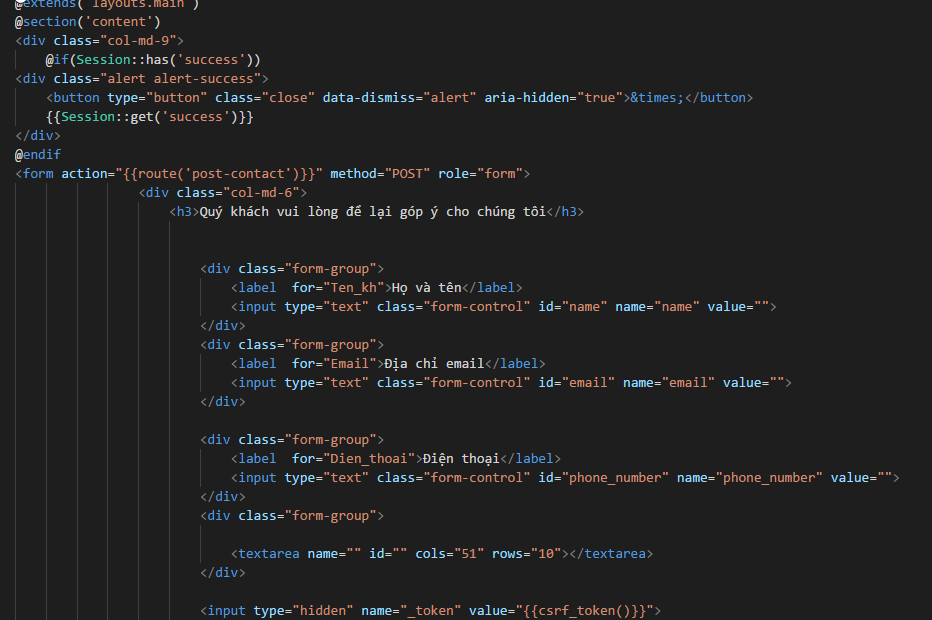 @extends('layouts.main')
@section('content')
<div class="col-md-9">
@if(Session::has('success'))
<div class="alert alert-success">
<button type="button" class="close" data-dismiss="alert" aria-hidden="true">&times;</button>
{{Session::get('success')}}
</div>
@endif
<form action="{{route('post-contact')}}" method="POST" role="form">
<div class="col-md-6">
<h3>Quý khách vui lòng để lại góp ý cho chúng tôi</h3>
<div class="form-group">
<label  for="Ten_kh">Họ và tên</label>
<input type="text" class="form-control" id="name" name="name" value="">
</div>
<div class="form-group">
<label  for="Email">Địa chỉ email</label>
<input type="text" class="form-control" id="email" name="email" value="">
</div>
<div class="form-group">
<label  for="Dien_thoai">Điện thoại</label>
<input type="text" class="form-control" id="phone_number" name="phone_number" value="">
</div>
<div class="form-group">
<textarea name="" id="" cols="51" rows="10"></textarea>
</div>
<input type="hidden" name="_token" value="{{csrf_token()}}">